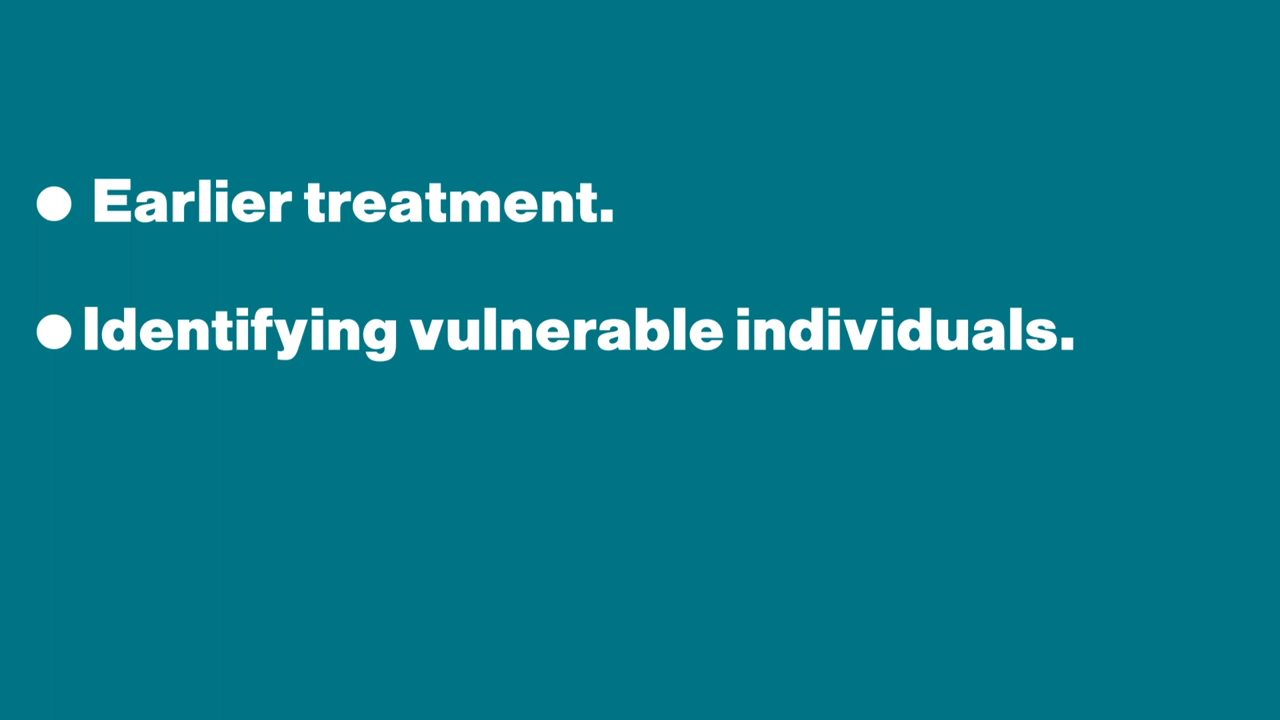 ● Earlier treatment.
● Identifying vulnerable individuals.